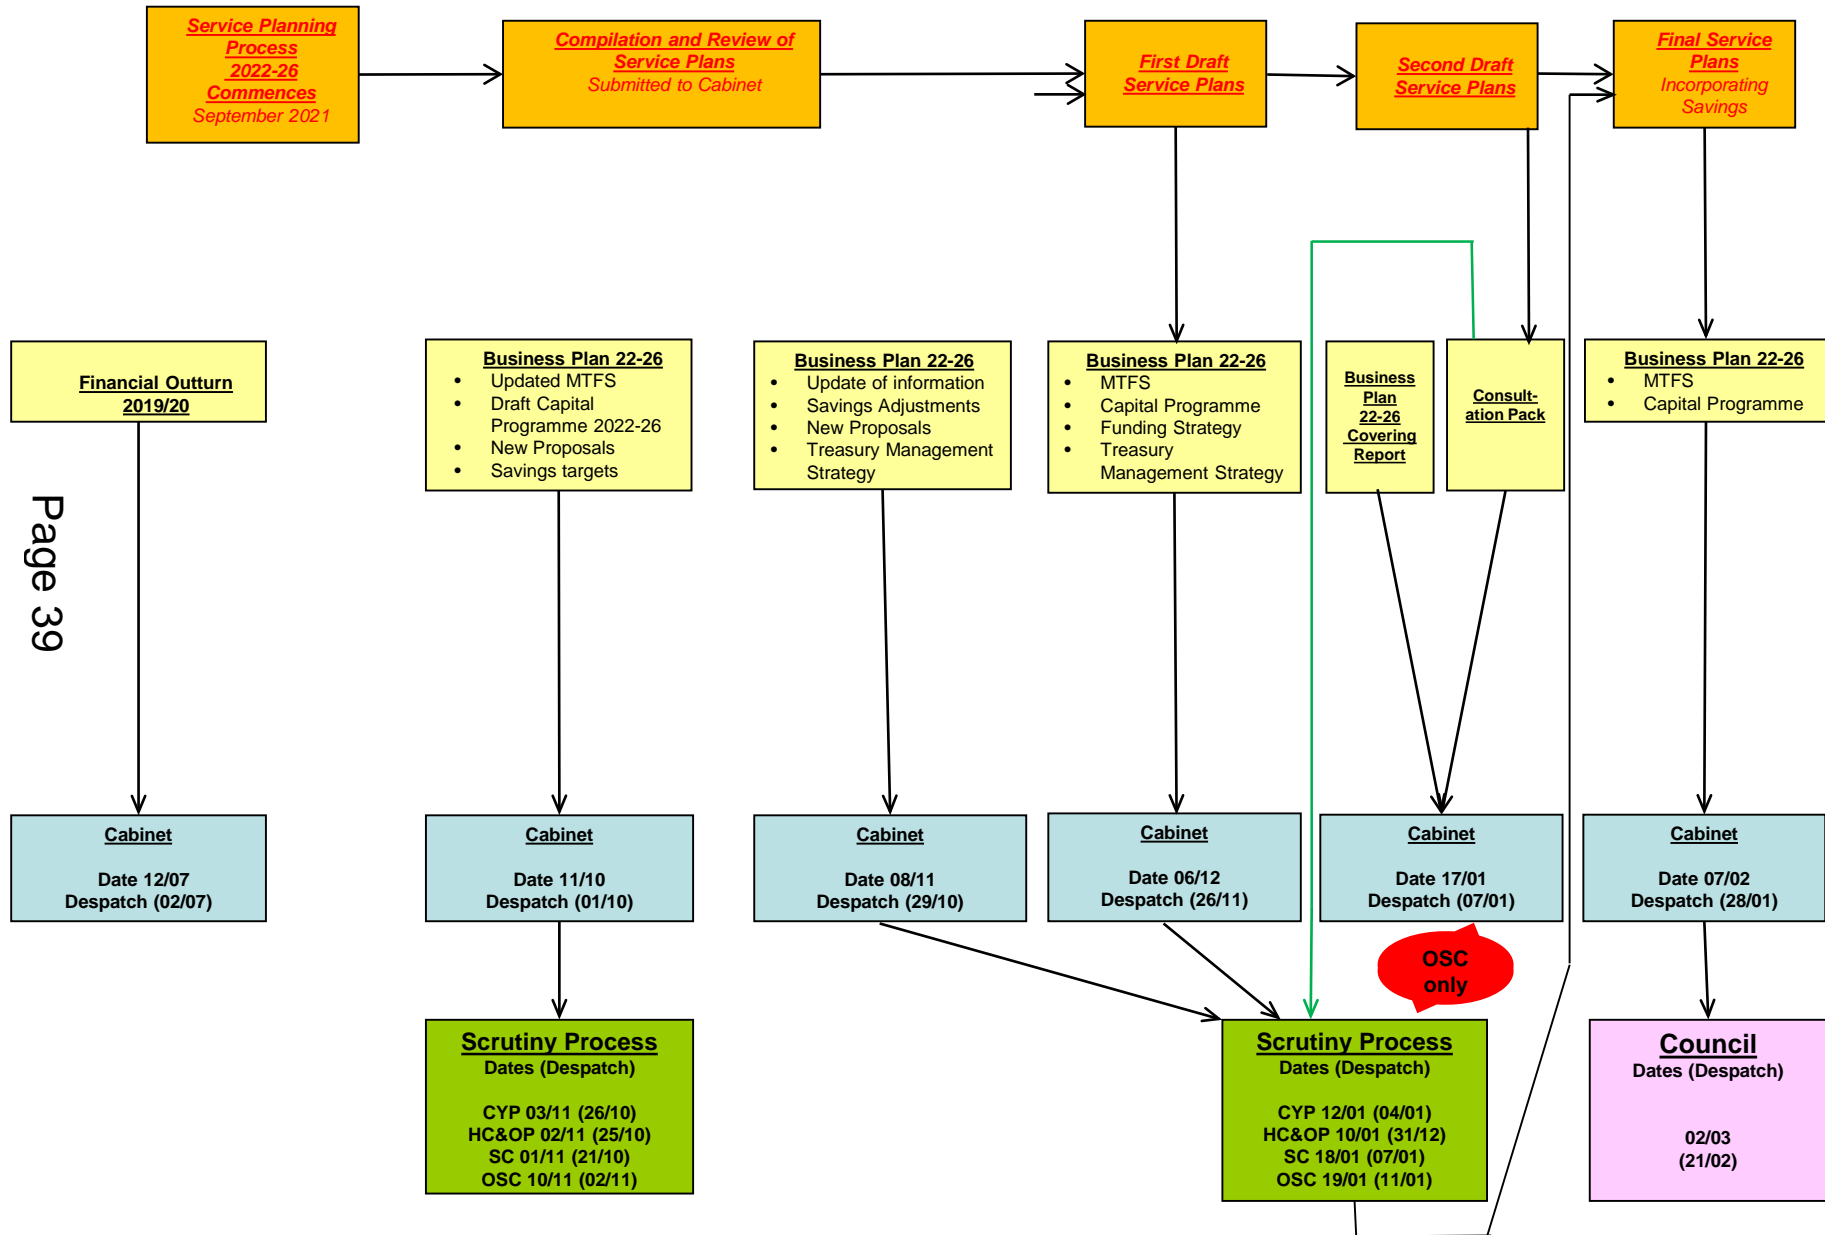 Service Planning
Process
2022-26
Commences
September 2021
Compilation and Review of
Service Plans
Submitted to Cabinet
First Draft
Service Plans
Second Draft
Service Plans
Final Service
Plans
Incorporating
Savings
Financial Outturn
2019/20
Business Plan 22-26
• Updated MTFS
• Draft Capital
Programme 2022-26
• New Proposals
• Savings targets
Business Plan 22-26
• Update of information
• Savings Adjustments
• New Proposals
• Treasury Management
Strategy
Business Plan 22-26
• MTFS
• Capital Programme
• Funding Strategy
• Treasury
Management Strategy
Business
Plan
22-26
Covering
Report
Consult-
ation Pack
Business Plan 22-26
• MTFS
• Capital Programme
Page 39
Cabinet
Date 12/07
Despatch (02/07)
Cabinet
Date 11/10
Despatch (01/10)
Cabinet
Date 08/11
Despatch (29/10)
Cabinet
Date 06/12
Despatch (26/11)
Cabinet
Date 17/01
Despatch (07/01)
Cabinet
Date 07/02
Despatch (28/01)
OSC
only
Scrutiny Process
Dates (Despatch)
CYP 03/11 (26/10)
HC&OP 02/11 (25/10)
SC 01/11 (21/10)
OSC 10/11 (02/11)
Scrutiny Process
Dates (Despatch)
CYP 12/01 (04/01)
HC&OP 10/01 (31/12)
SC 18/01 (07/01)
OSC 19/01 (11/01)
Council
Dates (Despatch)
02/03
(21/02)